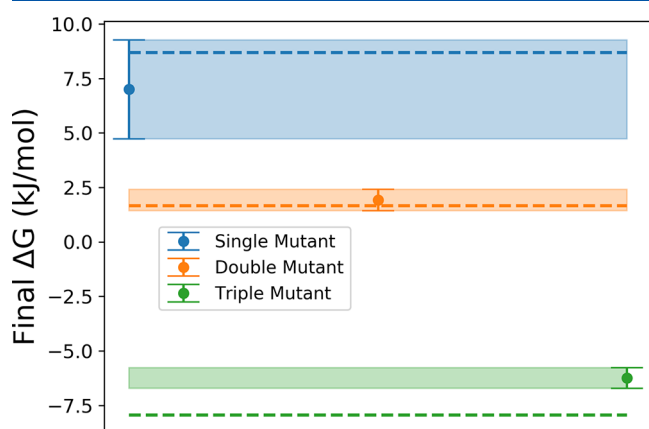 10.0
7.5
5.0
2.5
0.0
−2.5
−5.0
−7.5
Final ΔG (kJ/mol)
Single Mutant
Double Mutant
Triple Mutant